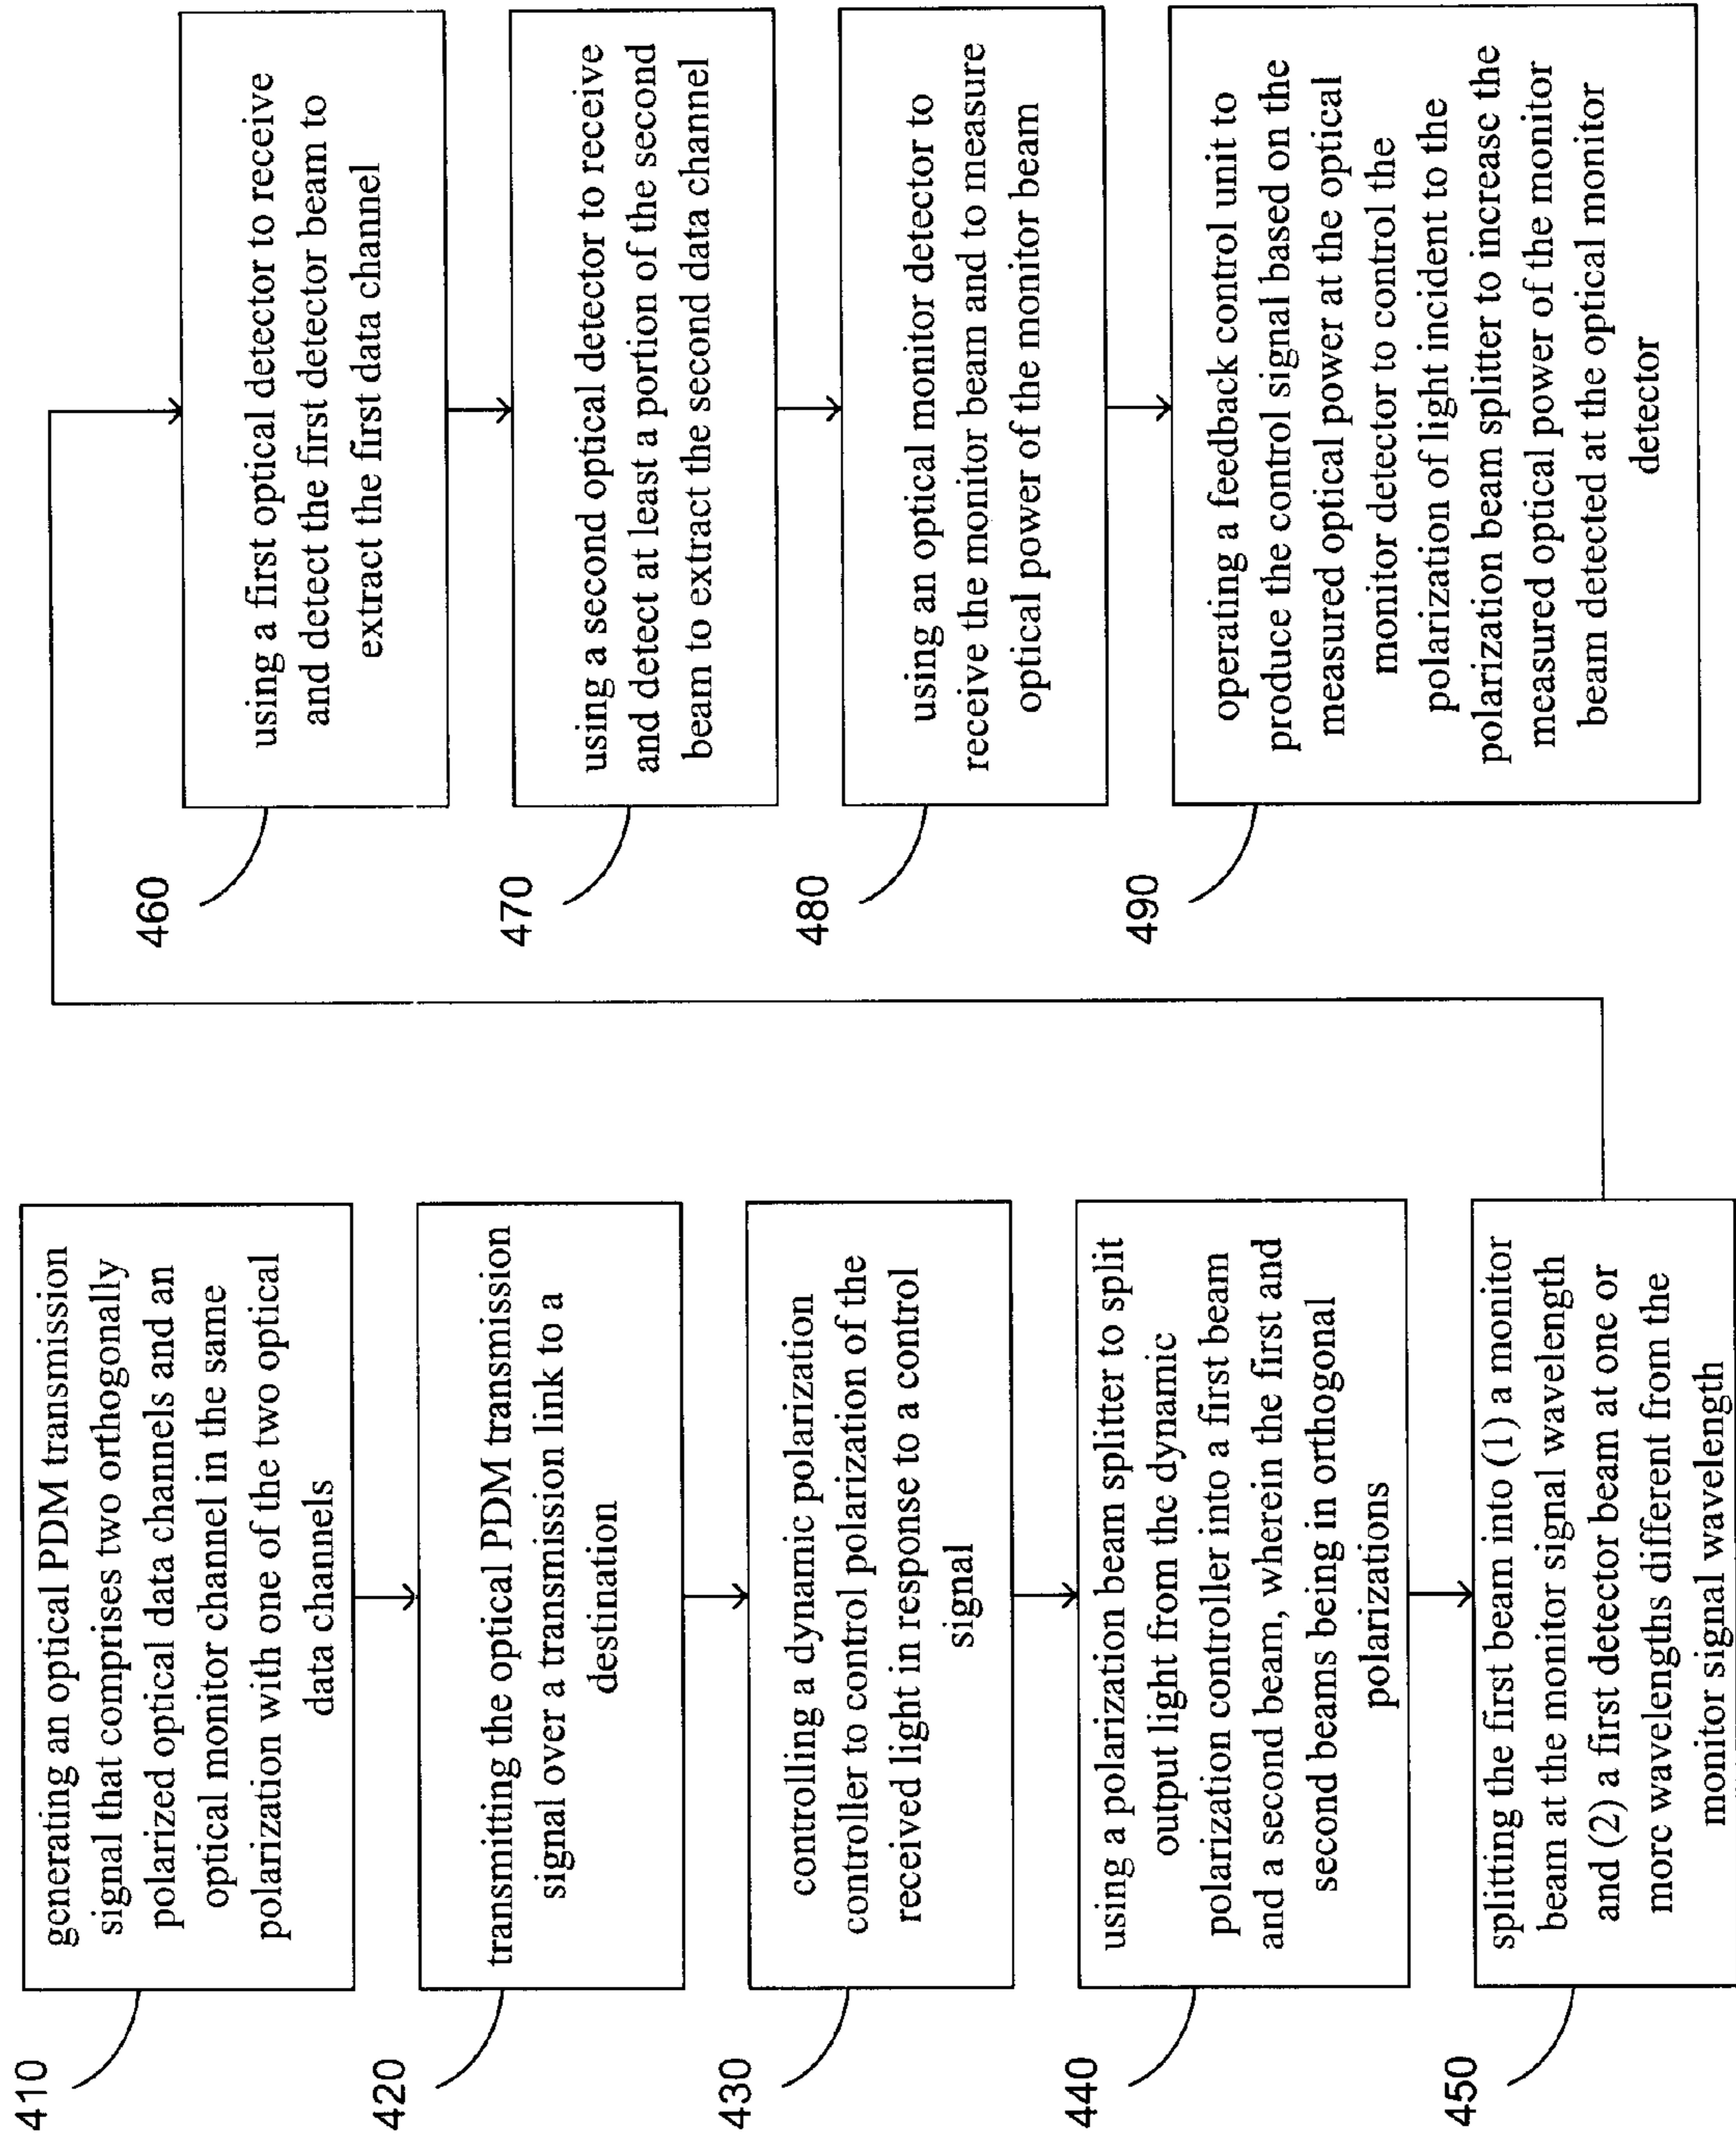 410
generating an optical PDM transmission
signal that comprises two orthogonally
polarized optical data channels and an
optical monitor channel in the same
polarization with one of the two optical
data channels
420
transmitting the optical PDM transmission
signal over a transmission link to a
destination
430
controlling a dynamic polarization
controller to control polarization of the
received light in response to a control
signal
440
using a polarization beam splitter to split
output light from the dynamic
polarization controller into a first beam
and a second beam, wherein the first and
second beams being in orthogonal
polarizations
450
splitting the first beam into (1) a monitor
beam at the monitor signal wavelength
and (2) a first detector beam at one or
more wavelengths different from the
monitor signal wavelength
460
using a first optical detector to receive
and detect the first detector beam to
extract the first data channel
470
using a second optical detector to receive
and detect at least a portion of the second
beam to extract the second data channel
480
using an optical monitor detector to
receive the monitor beam and to measure
optical power of the monitor beam
490
operating a feedback control unit to
produce the control signal based on the
measured optical power at the optical
monitor detector to control the
polarization of light incident to the
polarization beam splitter to increase the
measured optical power of the monitor
beam detected at the optical monitor
detector